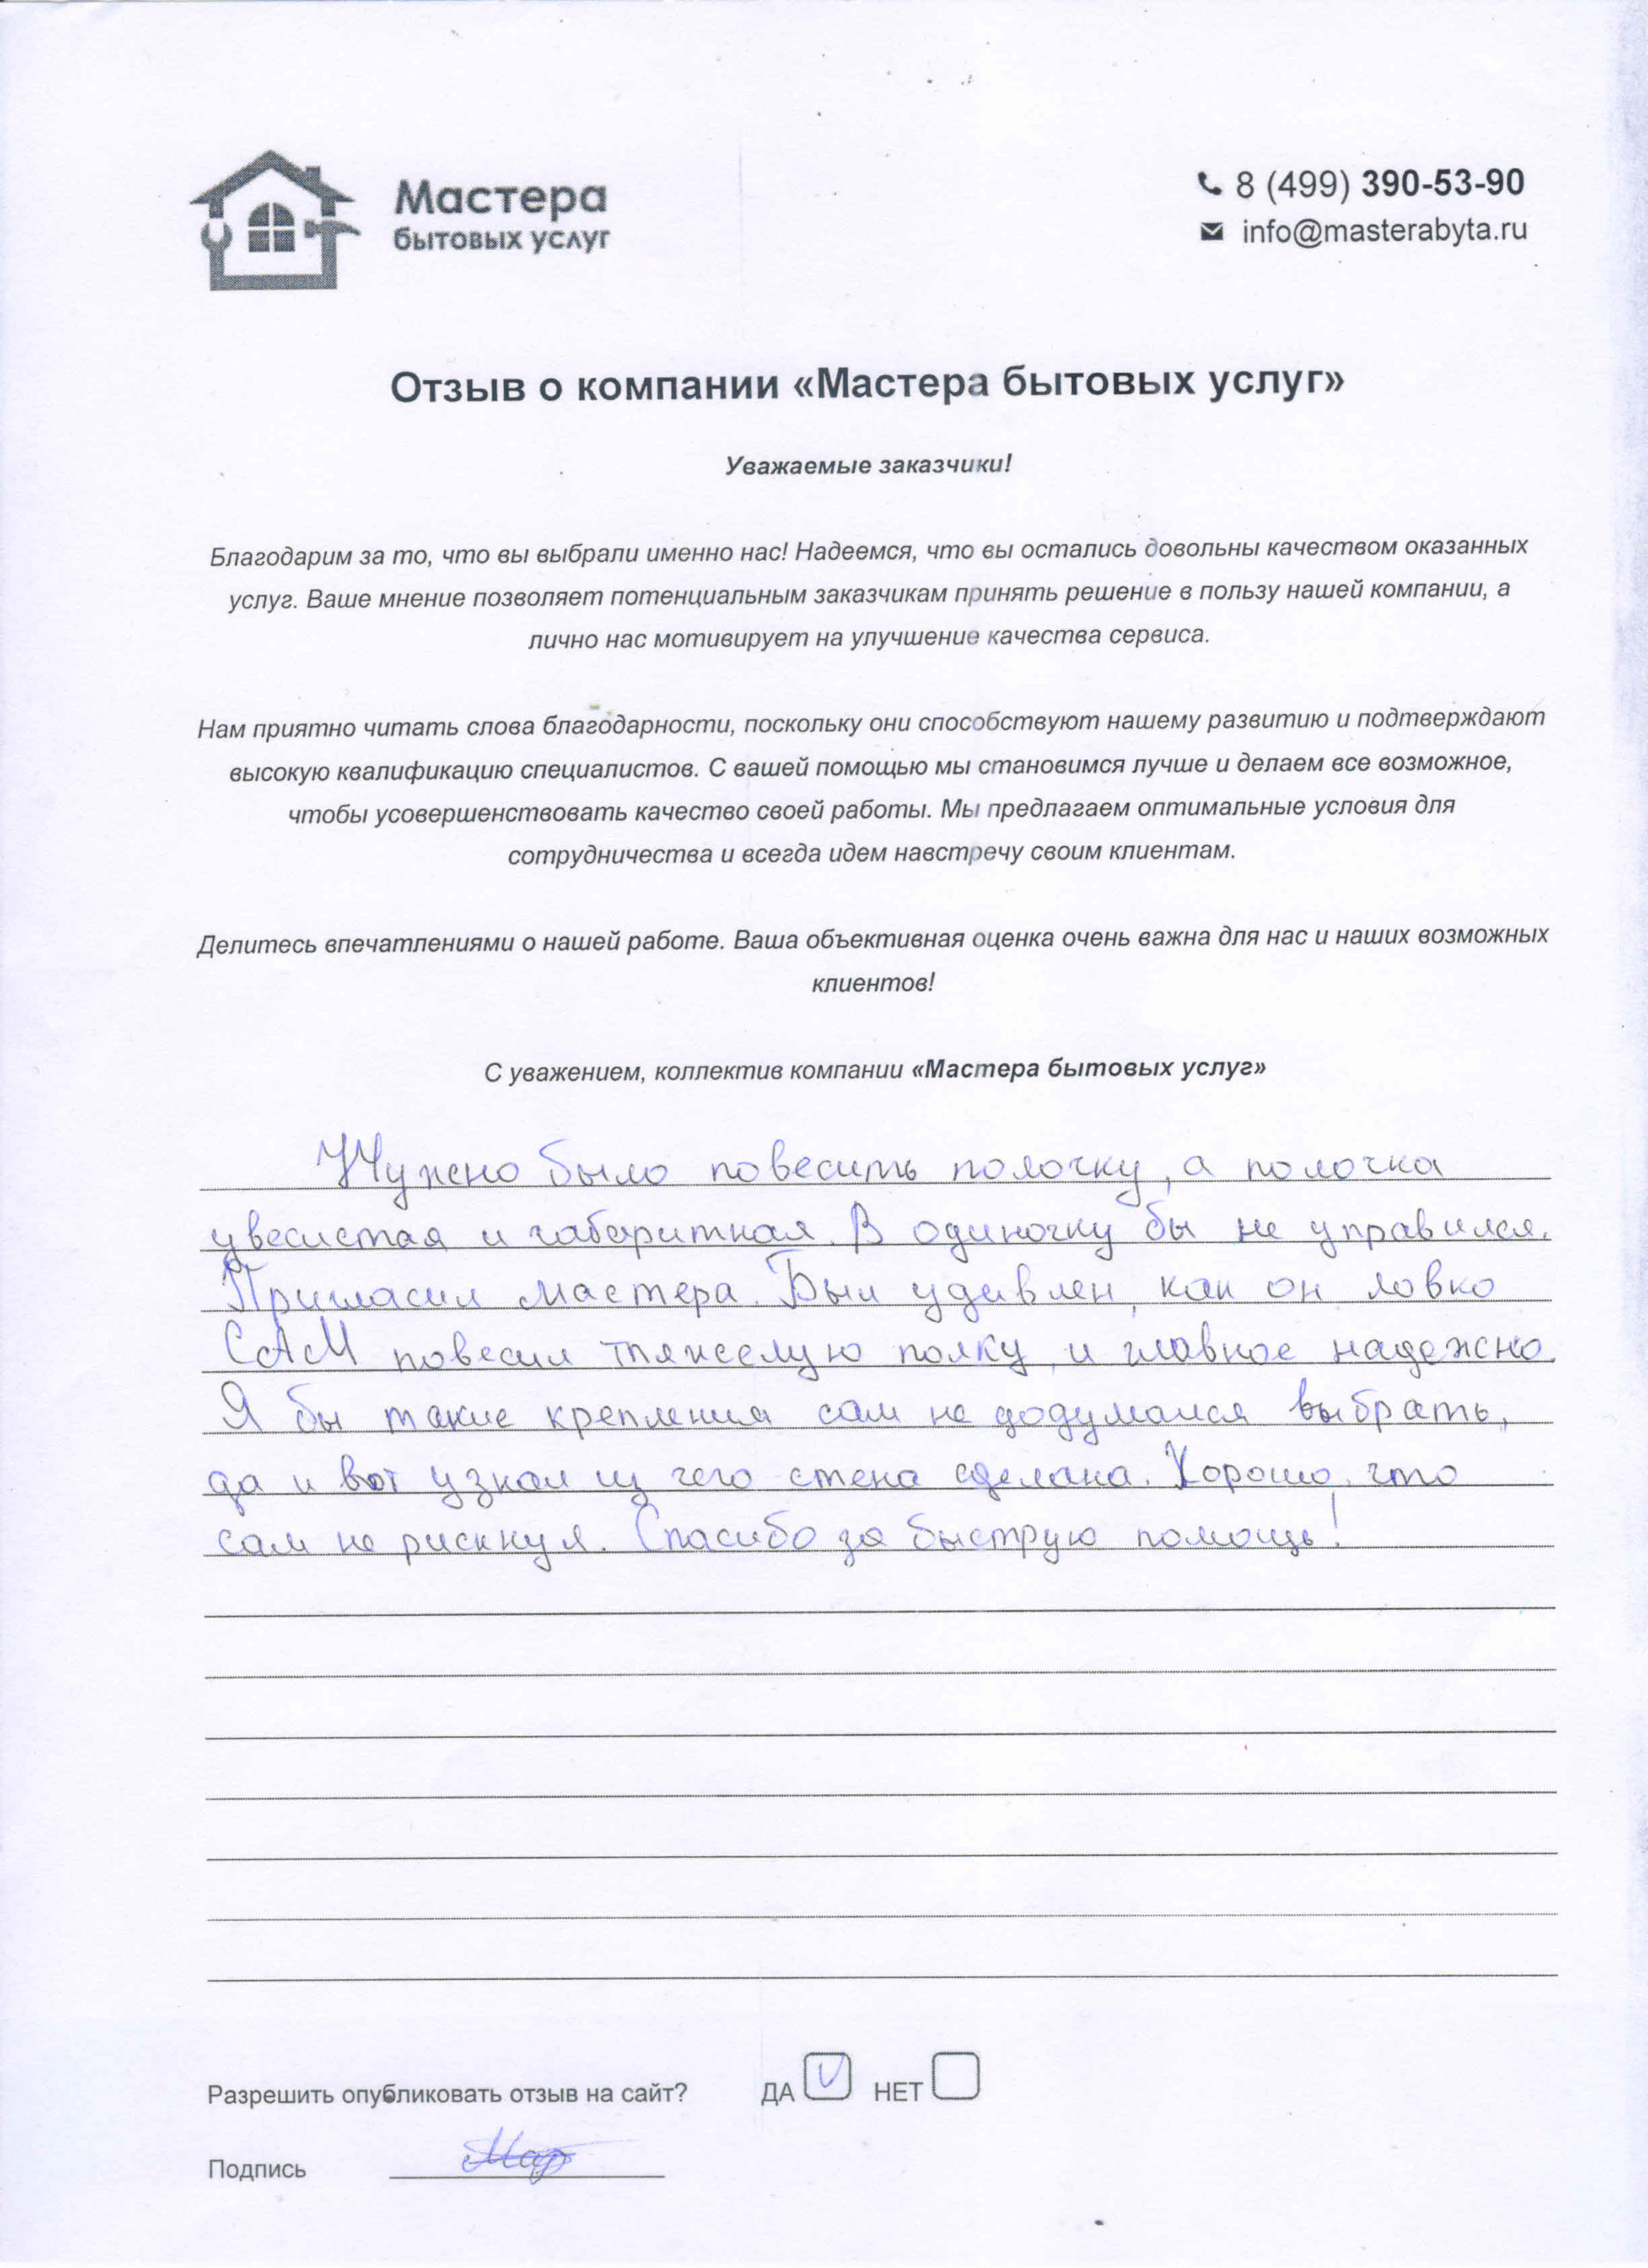 Мастера
бытовых услуг
8 (499) 390-53-90
info@masterabyta.ru
Отзыв о компании «Мастера бытовых услуг»
Уважаемые заказчики!
Благодарим за то, что вы выбрали именно нас! Надеемся, что вы остались довольны качеством оказанных
услуг. Ваше мнение позволяет потенциальным заказчикам принять решение в пользу нашей компании, а
лично нас мотивирует на улучшение качества сервиса.
Нам приятно читать слова благодарности, поскольку они способствуют нашему развитию и подтверждают
высокую квалификацию специалистов. С вашей помощью мы становимся лучше и делаем все возможное,
чтобы усовершенствовать качество своей работы. Мы предлагаем оптимальные условия для
сотрудничества и всегда идем навстречу своим клиентам.
Делитесь впечатлениями о нашей работе. Ваша объективная оценка очень важна для нас и наших возможных
клиентов!
С уважением, коллектив компании «Мастера бытовых услуг»
Нужно было повесить полочку, а полочка
увесистая и габаритная. В одиночку бы не управился.
Пригласил мастера. Был удивлен, как он ловко
САМ повесил тяжелую полку, и главное надежно.
Я бы такие крепления сам не додумался выбрать,
да и вот узнал из чего стена сделана. Хорошо, что
сам не рискнул. Спасибо за быструю помощь!
Разрешить опубликовать отзыв на сайт? ДА V НЕТ
Подпись